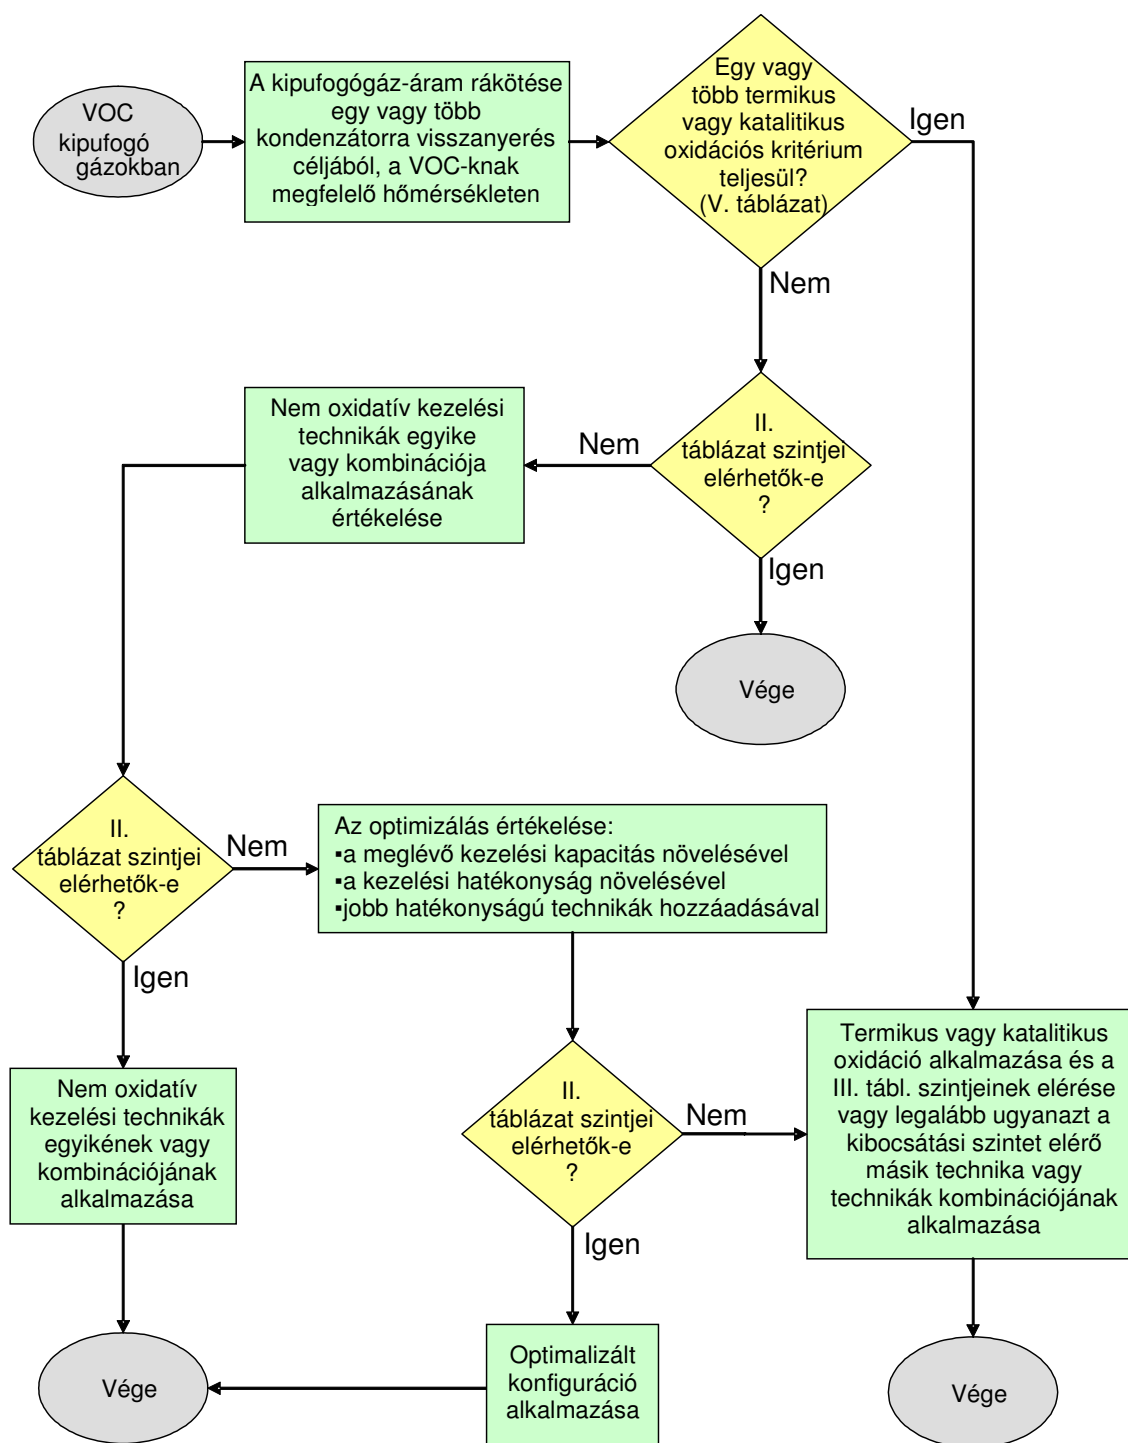 VOC
kipufogó
gázokban
A kipufogógáz-áram rákötése
egy vagy több
kondenzátorra visszanyerés
céljából, a VOC-knak
megfelelő hőmérsékleten
Egy vagy
több termikus
vagy katalitikus
oxidációs kritérium
teljesül?
(V. táblázat)
Igen
Nem
II.
táblázat szintjei
elérhetők-e
?
Nem
Nem oxidatív kezelési
technikák egyike
vagy kombinációja
alkalmazásának
értékelése
Igen
Vége
II.
táblázat szintjei
elérhetők-e
?
Nem
Az optimizálás értékelése:
▪a meglévő kezelési kapacitás növelésével
▪a kezelési hatékonyság növelésével
▪jobb hatékonyságú technikák hozzáadásával
Igen
Nem oxidatív
kezelési technikák
egyikének vagy
kombinációjának
alkalmazása
II.
táblázat szintjei
elérhetők-e
?
Nem
Termikus vagy katalitikus
oxidáció alkalmazása és a
III. tábl. szintjeinek elérése
vagy legalább ugyanazt a
kibocsátási szintet elérő
másik technika vagy
technikák kombinációjának
alkalmazása
Igen
Vége
Optimalizált
konfiguráció
alkalmazása
Vége